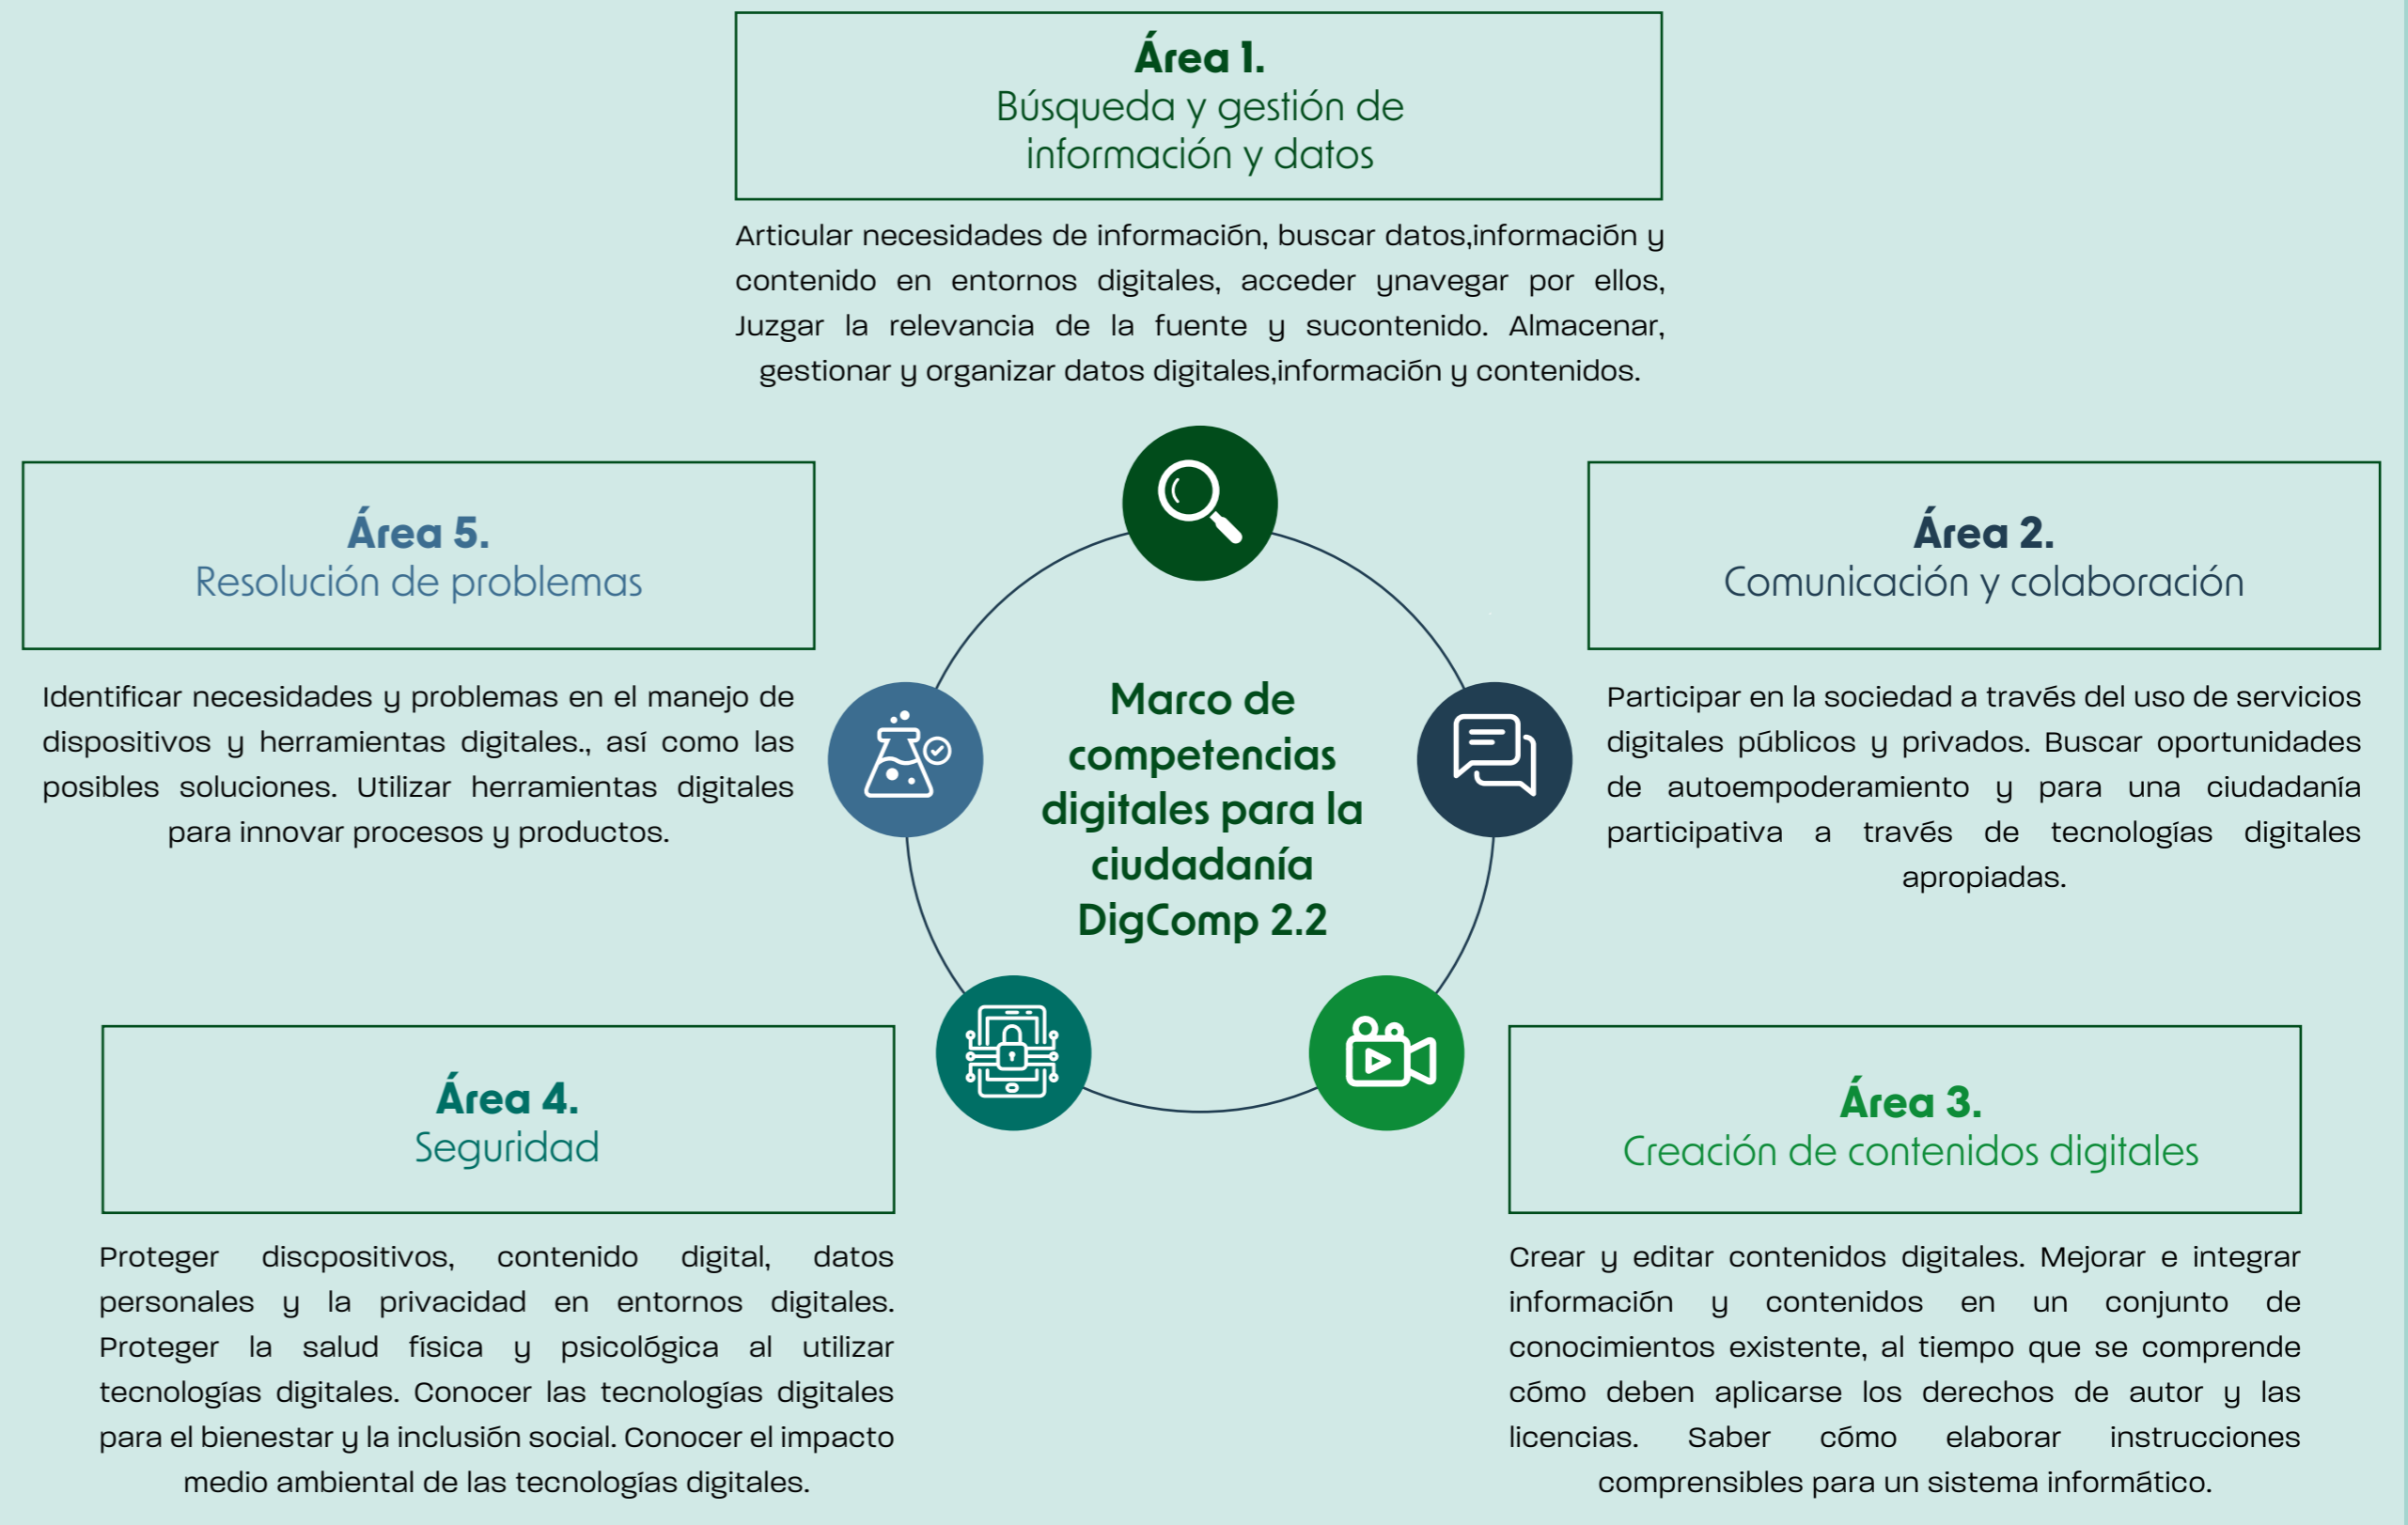 Área 1.
Búsqueda y gestión de
información y datos
Articular necesidades de información, buscar datos,información y
contenido en entornos digitales, acceder ynavegar por ellos,
Juzgar la relevancia de la fuente y sucontenido. Almacenar,
gestionar y organizar datos digitales,información y contenidos.
Área 5.
Resolución de problemas
Identificar necesidades y problemas en el manejo de
dispositivos y herramientas digitales., así como las
posibles soluciones. Utilizar herramientas digitales
para innovar procesos y productos.
Marco de
competencias
digitales para la
ciudadanía
DigComp 2.2
Área 2.
Comunicación y colaboración
Participar en la sociedad a través del uso de servicios
digitales públicos y privados. Buscar oportunidades
de autoempoderamiento y para una ciudadanía
participativa a través de tecnologías digitales
apropiadas.
Área 4.
Seguridad
Proteger discpositivos, contenido digital, datos
personales y la privacidad en entornos digitales.
Proteger la salud física y psicológica al utilizar
tecnologías digitales. Conocer las tecnologías digitales
para el bienestar y la inclusión social. Conocer el impacto
medio ambiental de las tecnologías digitales.
Área 3.
Creación de contenidos digitales
Crear y editar contenidos digitales. Mejorar e integrar
información y contenidos en un conjunto de
conocimientos existente, al tiempo que se comprende
cómo deben aplicarse los derechos de autor y las
licencias. Saber cómo elaborar instrucciones
comprensibles para un sistema informático.